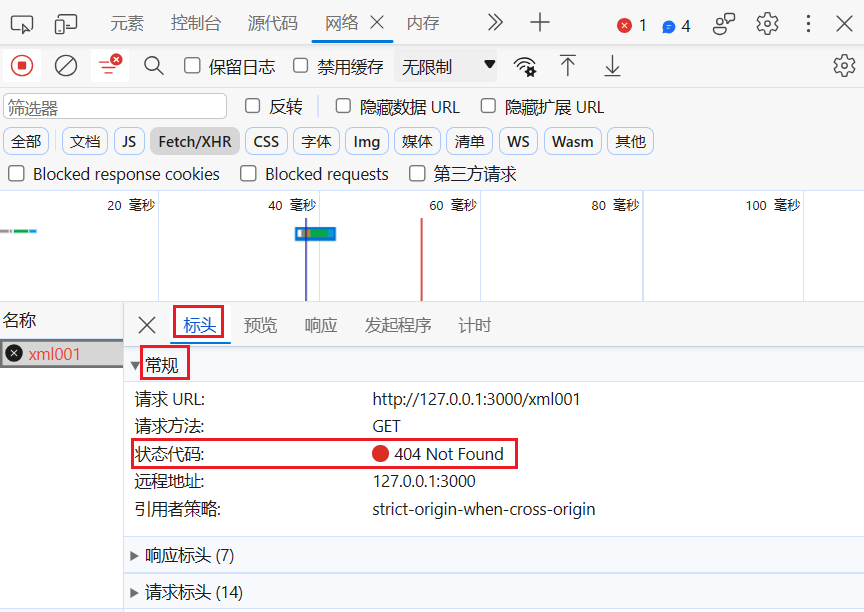 元素 控制台 源代码 网络 内存 1 4
保留日志 禁用缓存 无限制
筛选器 反转 隐藏数据 URL 隐藏扩展 URL
全部 文档 JS Fetch/XHR CSS 字体 Img 媒体 清单 WS Wasm 其他
Blocked response cookies Blocked requests 第三方请求
20 毫秒 40 毫秒 60 毫秒 80 毫秒 100 毫秒
名称 标头 预览 响应 发起程序 计时
xml001
常规
请求 URL: http://127.0.0.1:3000/xml001
请求方法: GET
状态代码: 404 Not Found
远程地址: 127.0.0.1:3000
引用者策略: strict-origin-when-cross-origin
响应标头 (7)
请求标头 (14)